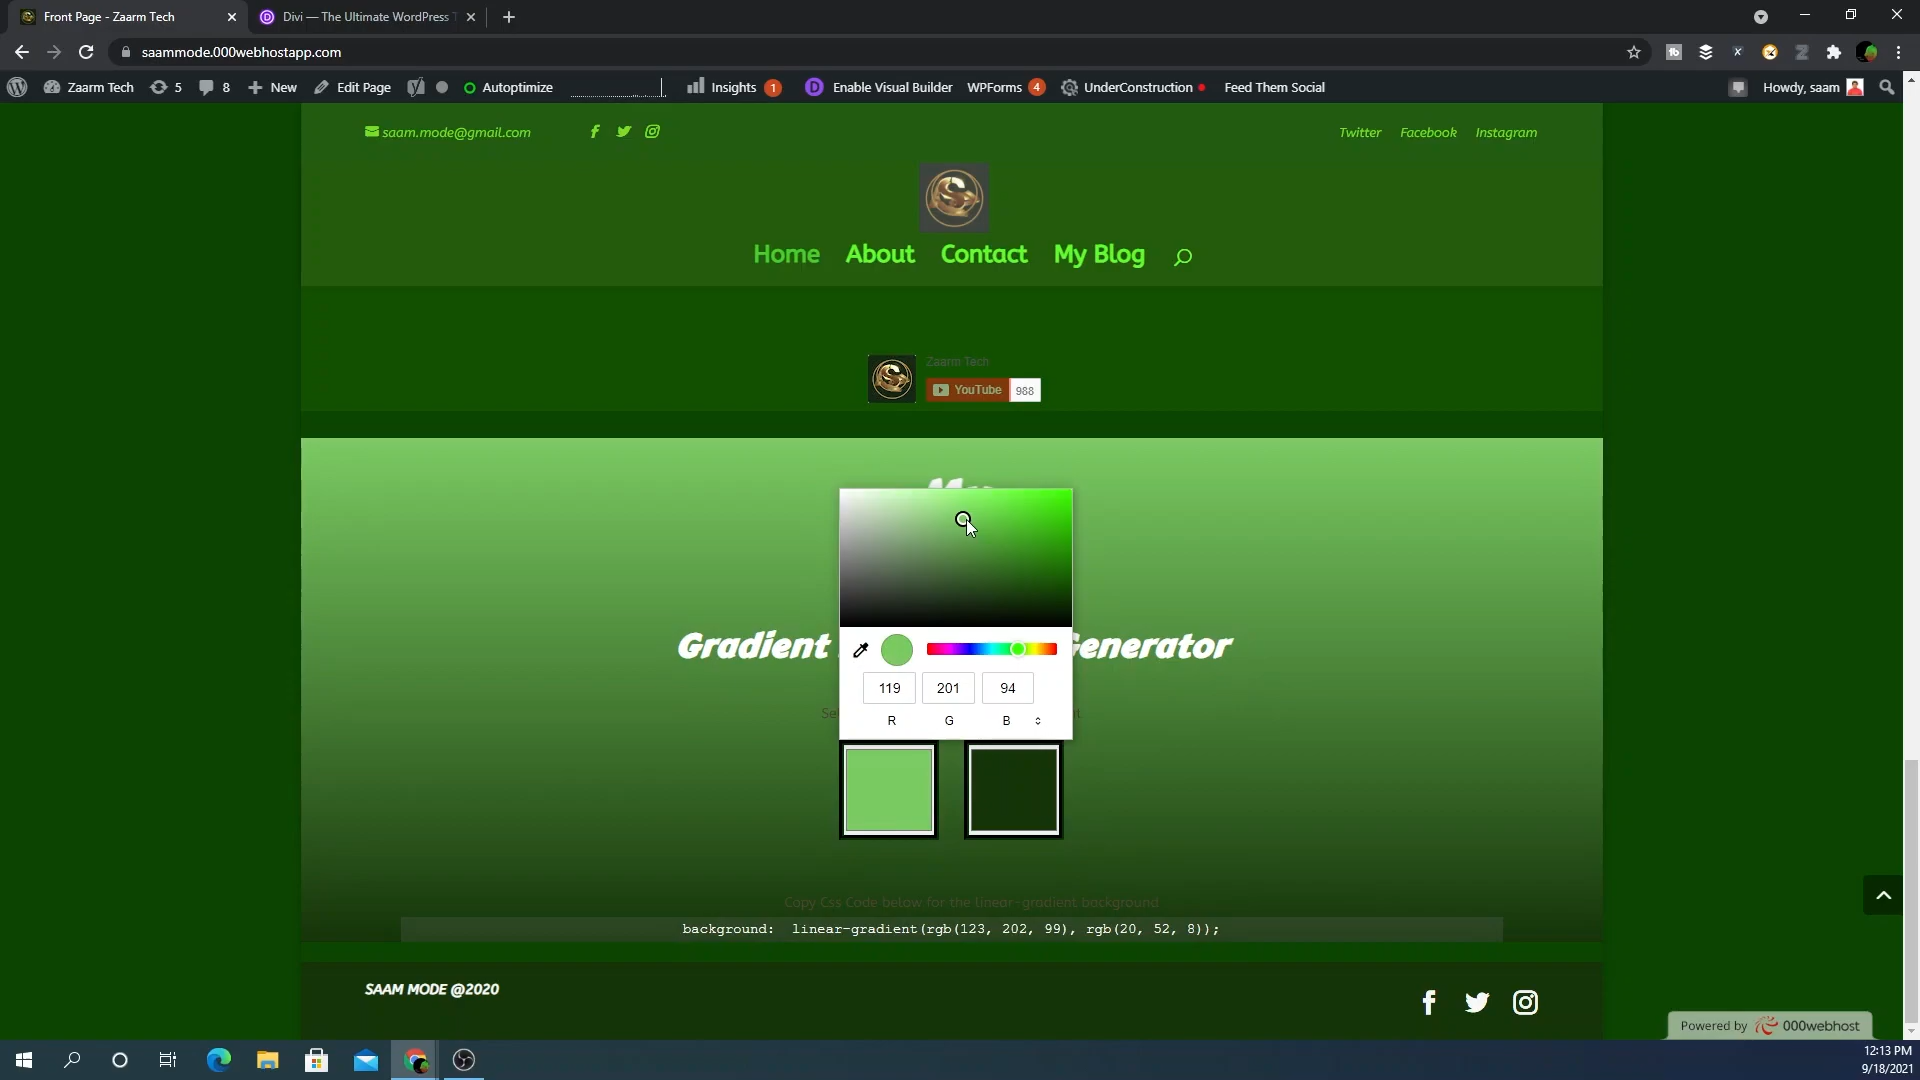 Front Page - Zaarm Tech
Divi — The Ultimate WordPress T
saammode.000webhostapp.com
Zaarm Tech 5 8 New Edit Page Autoptimize Insights 1 Enable Visual Builder WPForms 4 UnderConstruction Feed Them Social Howdy, saam
saam.mode@gmail.com Twitter Facebook Instagram
Home About Contact My Blog
Zaarm Tech
YouTube 988
Gradient Generator
119 201 94
R G B
Copy Css Code below for the linear-gradient background
background: linear-gradient(rgb(123, 202, 99), rgb(20, 52, 8));
SAAM MODE @2020
Powered by 000webhost
12:13 PM
9/18/2021